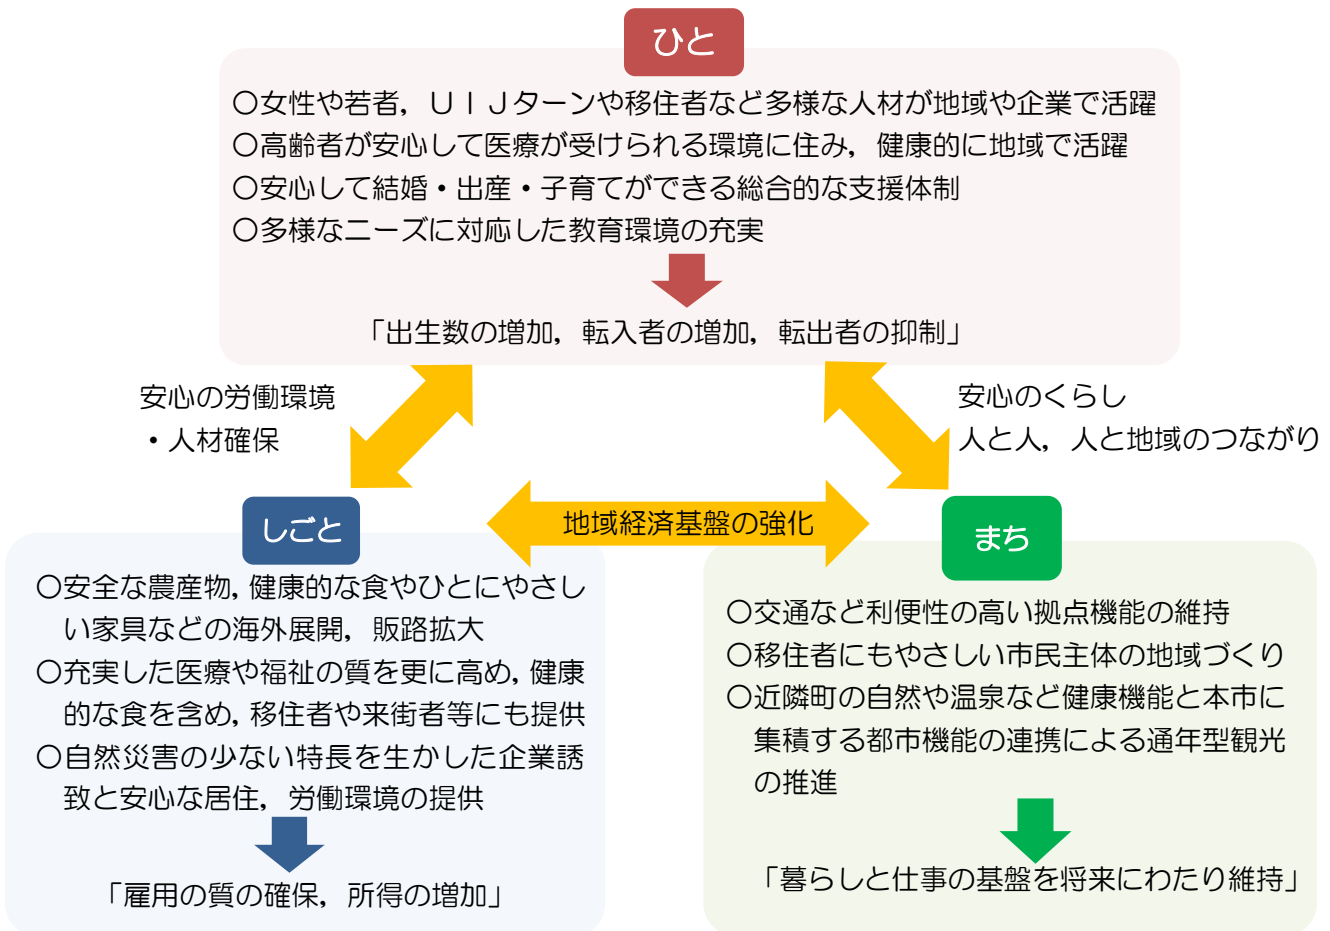 ひと
○女性や若者，ＵＩＪターンや移住者など多様な人材が地域や企業で活躍
○高齢者が安心して医療が受けられる環境に住み，健康的に地域で活躍
○安心して結婚・出産・子育てができる総合的な支援体制
○多様なニーズに対応した教育環境の充実
「出生数の増加，転入者の増加，転出者の抑制」
安心の労働環境
・人材確保
安心のくらし
人と人，人と地域のつながり
地域経済基盤の強化
しごと
○安全な農産物，健康的な食やひとにやさし
い家具などの海外展開，販路拡大
○充実した医療や福祉の質を更に高め，健康
的な食を含め，移住者や来街者等にも提供
○自然災害の少ない特長を生かした企業誘
致と安心な居住，労働環境の提供
「雇用の質の確保，所得の増加」
まち
○交通など利便性の高い拠点機能の維持
○移住者にもやさしい市民主体の地域づくり
○近隣町の自然や温泉など健康機能と本市に
集積する都市機能の連携による通年型観光
の推進
「暮らしと仕事の基盤を将来にわたり維持」